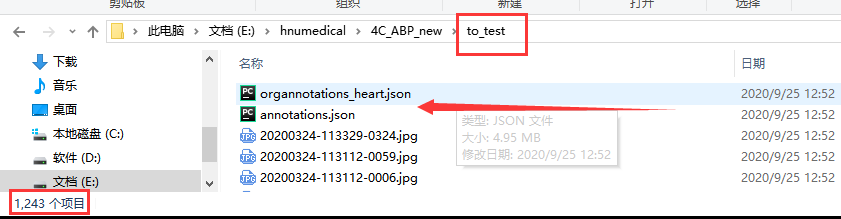 剪贴板 组织 新建 打开 选择
此电脑 › 文档 (E:) › hnumedical › 4C_ABP_new › to_test
下载
音乐
桌面
本地磁盘 (C:)
软件 (D:)
文档 (E:)
名称 日期
organnotations_heart.json 2020/9/25 12:52
annotations.json 2020/9/25 12:52
20200324-113329-0324.jpg 2020/9/25 12:52
20200324-113112-0059.jpg 2020/9/25 12:52
20200324-113112-0006.jpg 2020/9/25 12:52
类型: JSON 文件
大小: 4.95 MB
修改日期: 2020/9/25 12:52
1,243 个项目